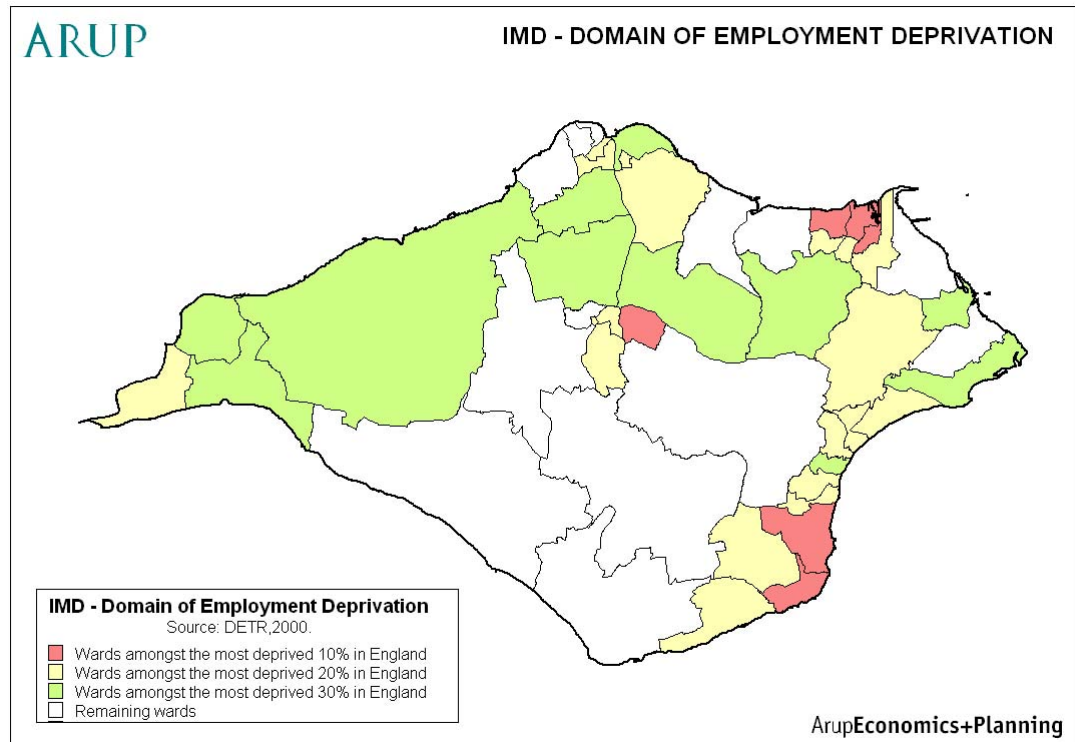 ARUP
IMD - DOMAIN OF EMPLOYMENT DEPRIVATION
IMD - Domain of Employment Deprivation
Source: DETR,2000.
Wards amongst the most deprived 10% in England
Wards amongst the most deprived 20% in England
Wards amongst the most deprived 30% in England
Remaining wards
ArupEconomics+Planning